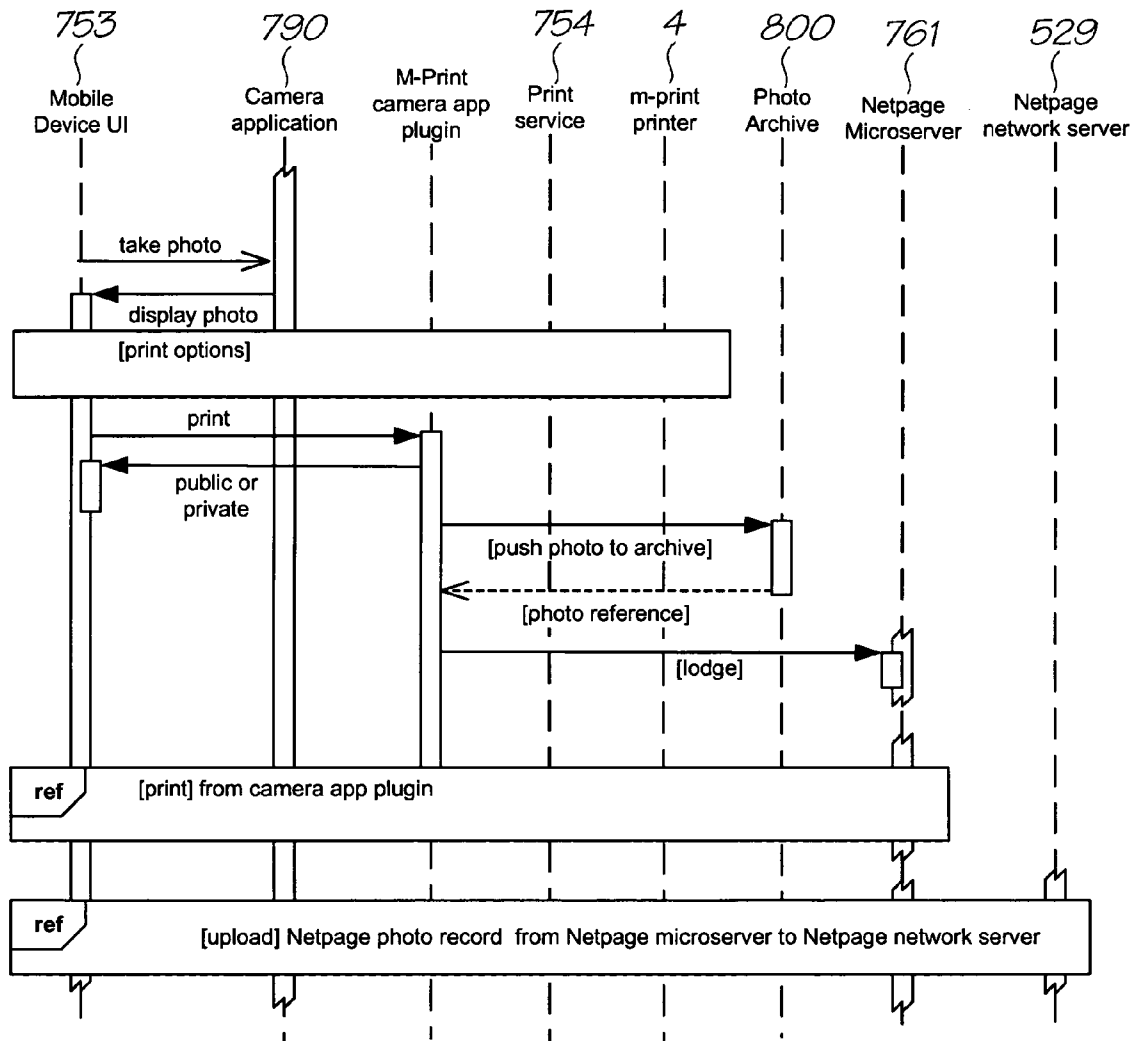 753 790 754 4 800 761 529
Mobile
Device UI
Camera
application
M-Print
camera app
plugin
Print
service
m-print
printer
Photo
Archive
Netpage
Microserver
Netpage
network server
take photo
display photo
[print options]
print
public or
private
[push photo to archive]
[photo reference]
[lodge]
ref
[print] from camera app plugin
ref
[upload] Netpage photo record from Netpage microserver to Netpage network server